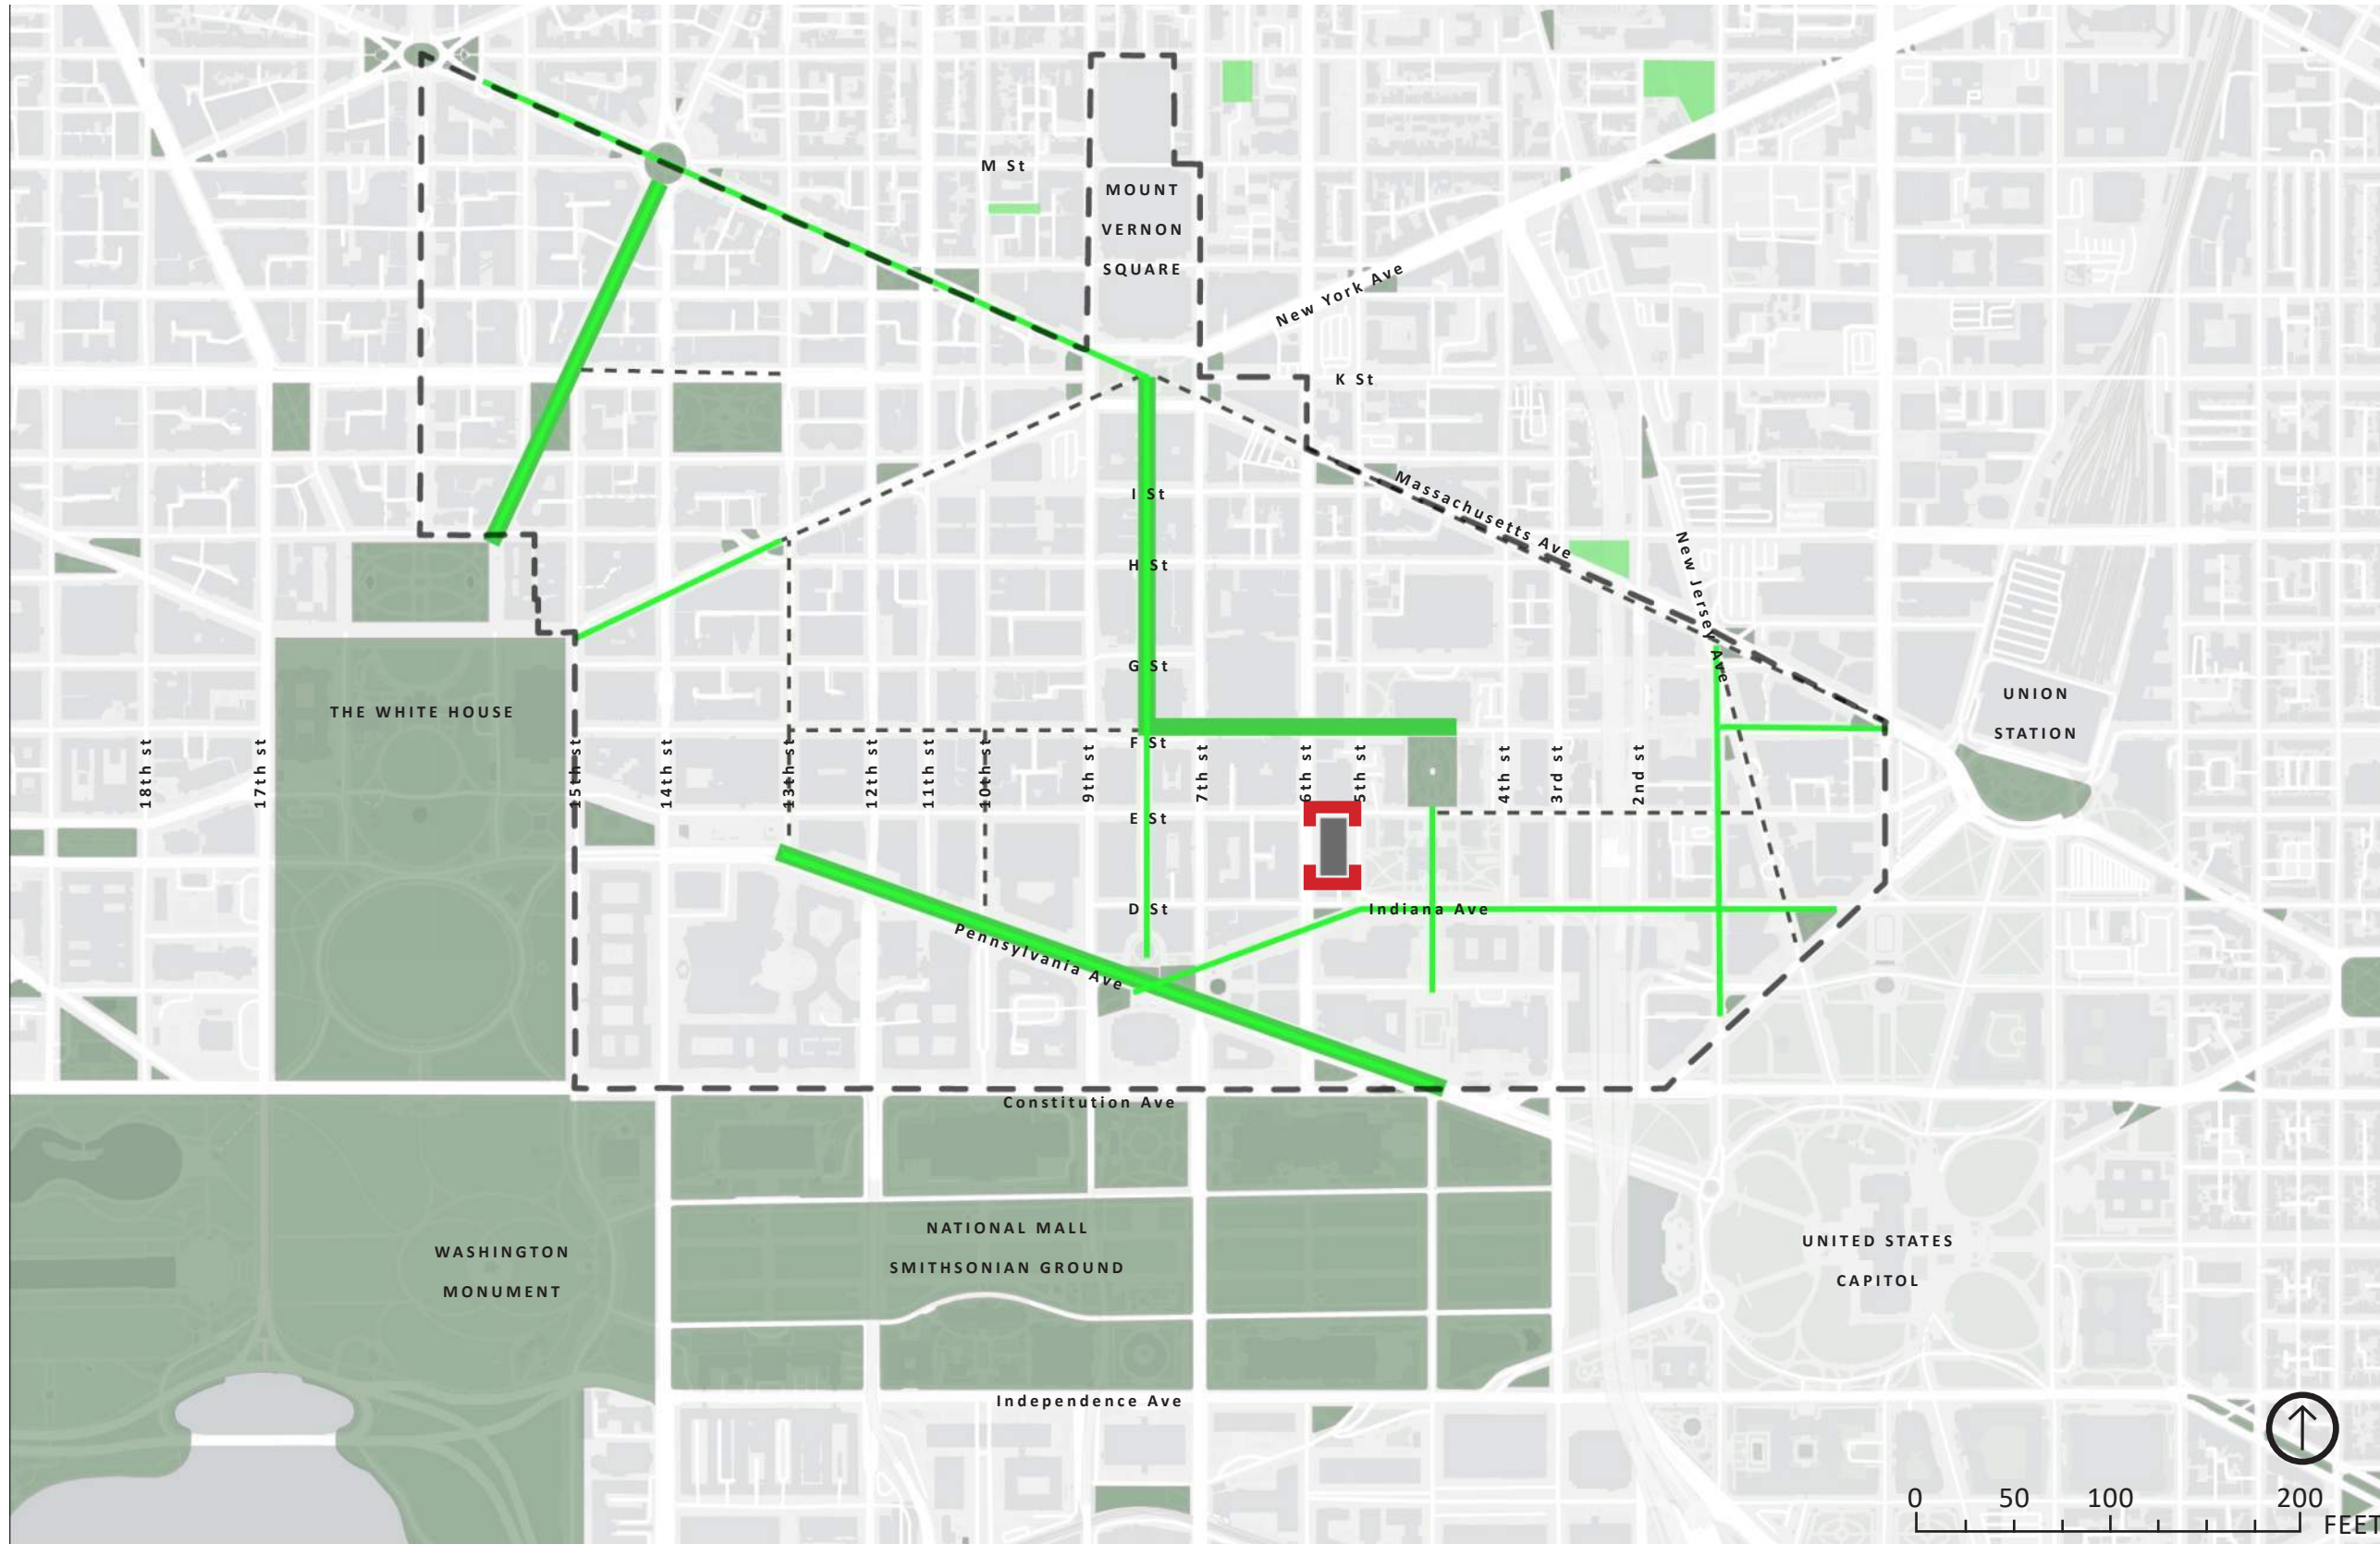 M St
MOUNT
VERNON
SQUARE
New York Ave
K St
Massachusetts Ave
I St
New Jersey Ave
H St
G St
THE WHITE HOUSE
UNION
STATION
F St
18th st
17th st
15th st
14th st
13th st
12th st
11th st
10th st
9th st
7th st
6th st
5th st
4th st
3rd st
2nd st
E St
D St
Indiana Ave
Pennsylvania Ave
Constitution Ave
NATIONAL MALL
SMITHSONIAN GROUND
WASHINGTON
MONUMENT
UNITED STATES
CAPITOL
Independence Ave
0 50 100 200
FEET